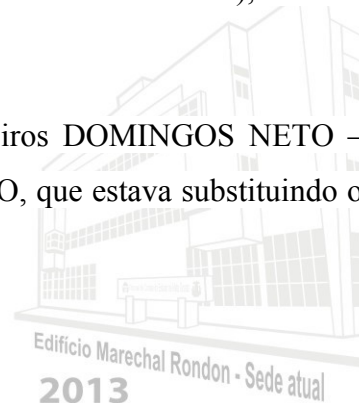 ),
iros DOMINGOS NETO –
O, que estava substituindo o
Edifício Marechal Rondon - Sede atual
2013